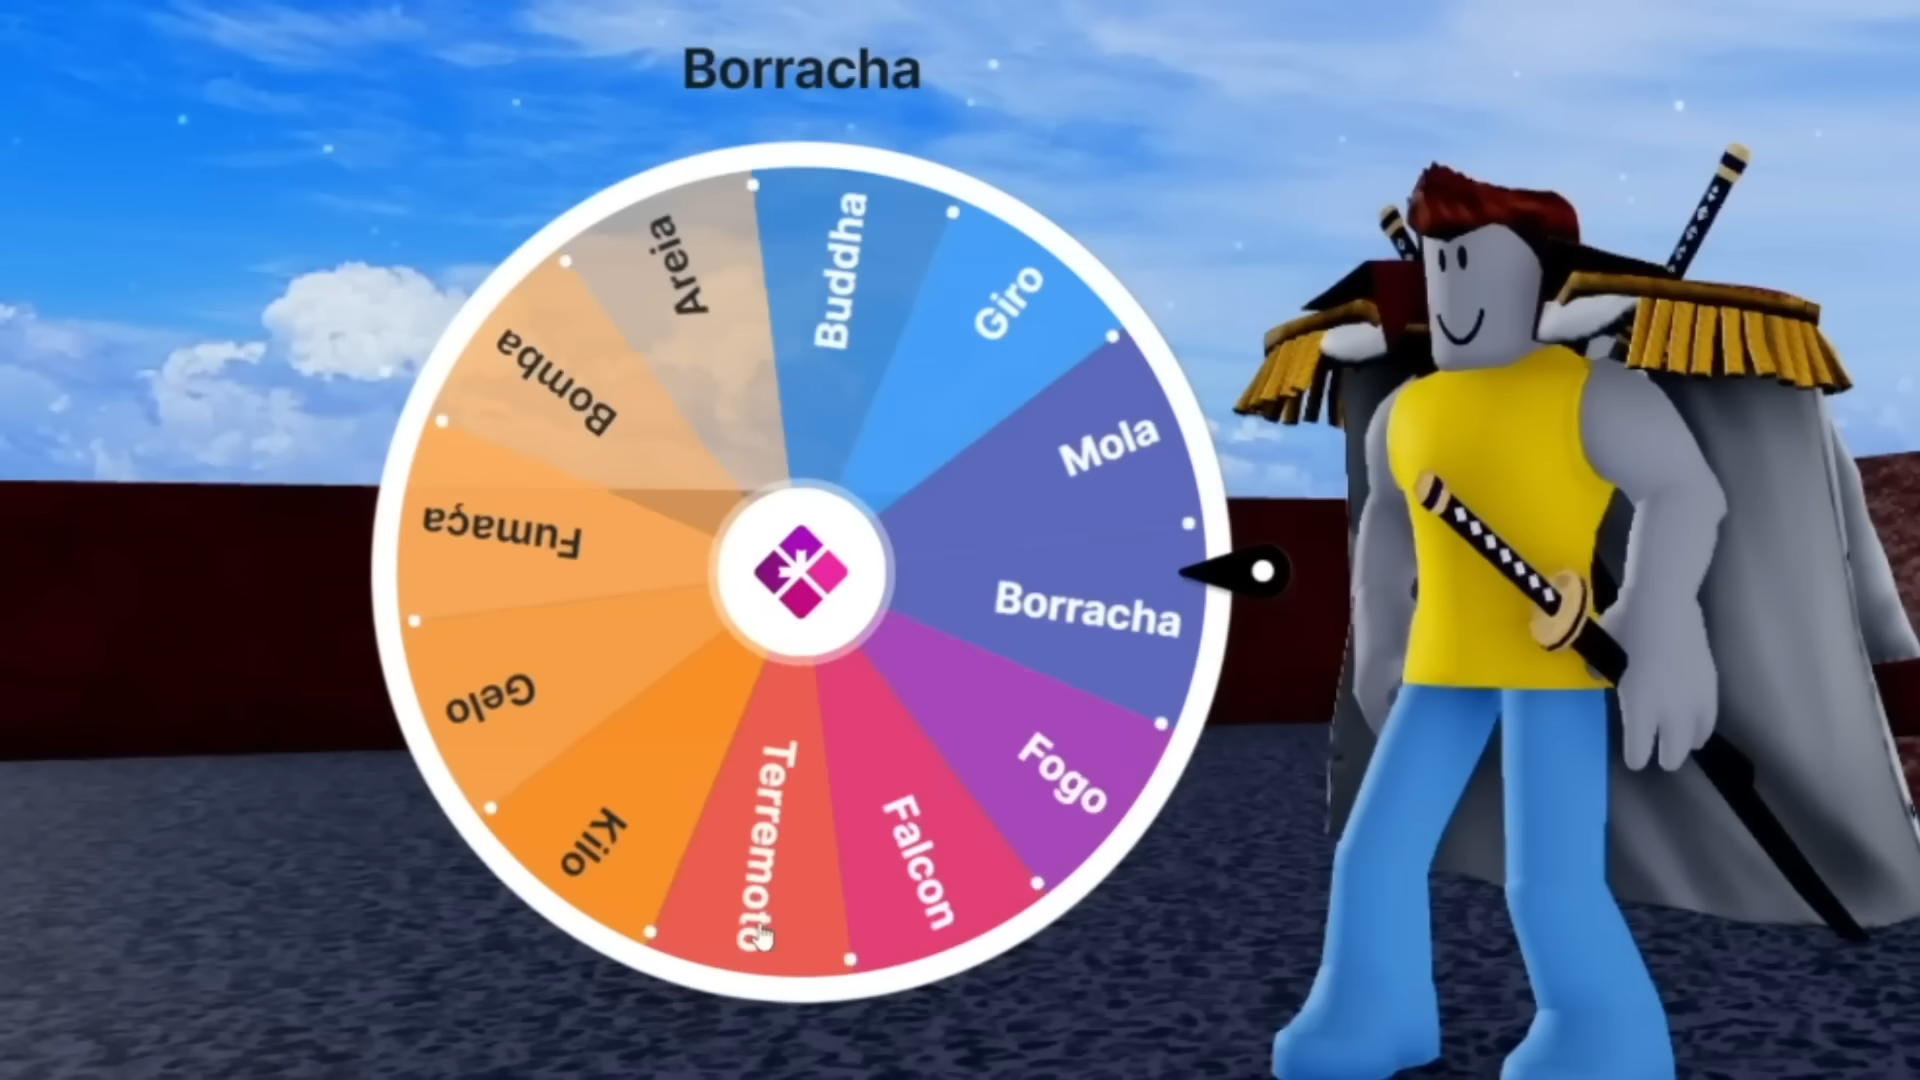 Borracha
Buddha
Giro
Mola
Borracha
Fogo
Falcon
Terremoto
Kilo
Gelo
Fumaça
Bomba
Areia